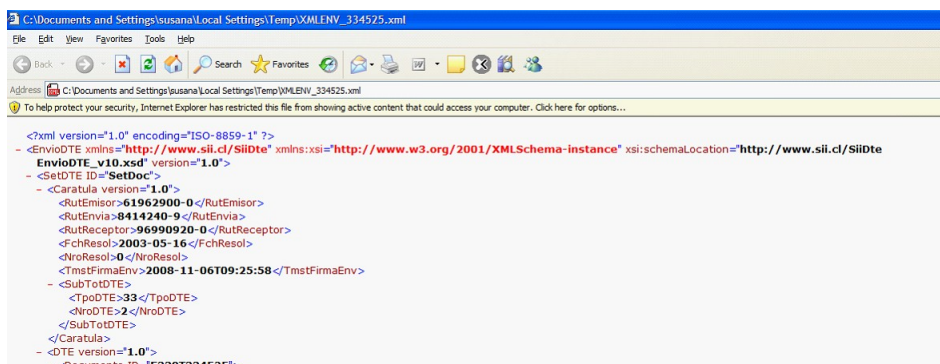 C:\Documents and Settings\susana\Local Settings\Temp\XMLENV_334525.xml
File Edit View Favorites Tools Help
Back Search Favorites
Address C:\Documents and Settings\susana\Local Settings\Temp\XMLENV_334525.xml
To help protect your security, Internet Explorer has restricted this file from showing active content that could access your computer. Click here for options...
<?xml version="1.0" encoding="ISO-8859-1" ?>
- <EnvioDTE xmlns="http://www.sii.cl/SiiDte" xmlns:xsi="http://www.w3.org/2001/XMLSchema-instance" xsi:schemaLocation="http://www.sii.cl/SiiDte
EnvioDTE_v10.xsd" version="1.0">
- <SetDTE ID="SetDoc">
- <Caratula version="1.0">
<RutEmisor>61962900-0</RutEmisor>
<RutEnvia>8414240-9</RutEnvia>
<RutReceptor>96990920-0</RutReceptor>
<FchResol>2003-05-16</FchResol>
<NroResol>0</NroResol>
<TmstFirmaEnv>2008-11-06T09:25:58</TmstFirmaEnv>
- <SubTotDTE>
<TpoDTE>33</TpoDTE>
<NroDTE>2</NroDTE>
</SubTotDTE>
</Caratula>
- <DTE version="1.0">